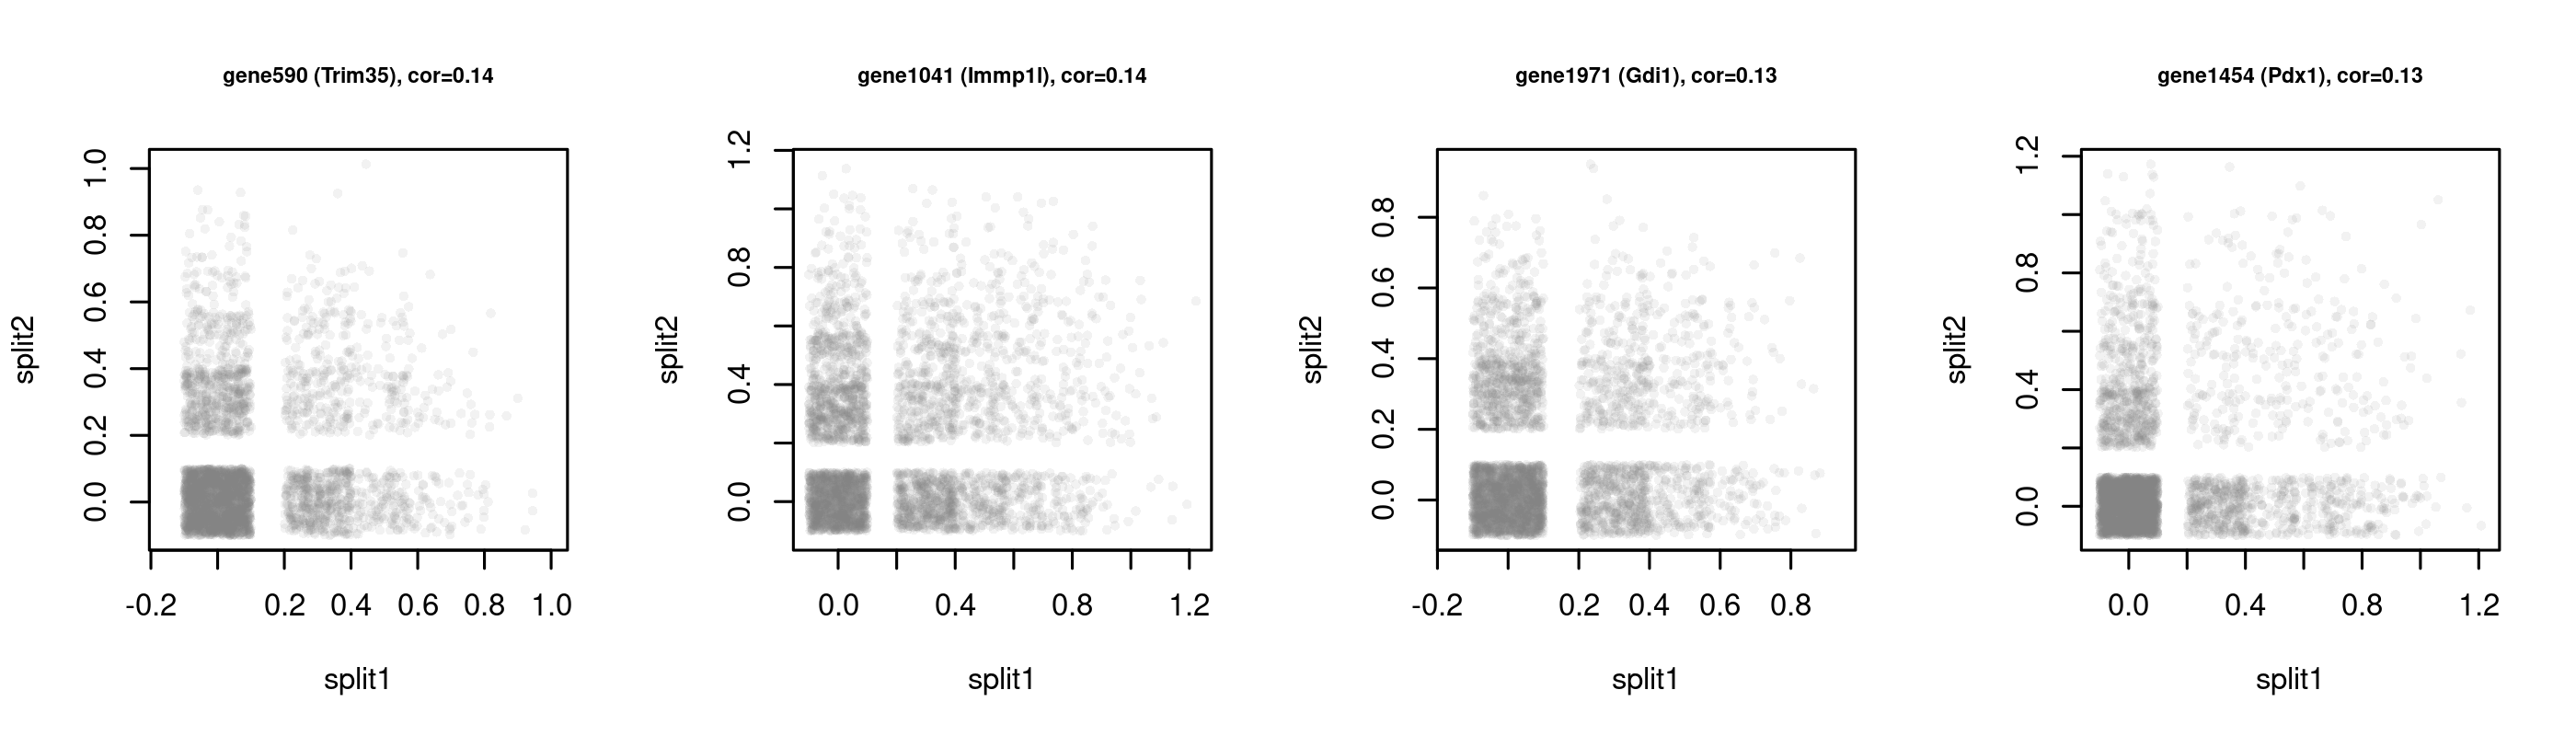 gene590 (Trim35), cor=0.14
split2
0.0 0.2 0.4 0.6 0.8 1.0
-0.2 0.2 0.4 0.6 0.8 1.0
split1
gene1041 (Immp1l), cor=0.14
split2
0.0 0.4 0.8 1.2
0.0 0.4 0.8 1.2
split1
gene1971 (Gdi1), cor=0.13
split2
0.0 0.2 0.4 0.6 0.8
-0.2 0.2 0.4 0.6 0.8
split1
gene1454 (Pdx1), cor=0.13
split2
0.0 0.4 0.8 1.2
0.0 0.4 0.8 1.2
split1